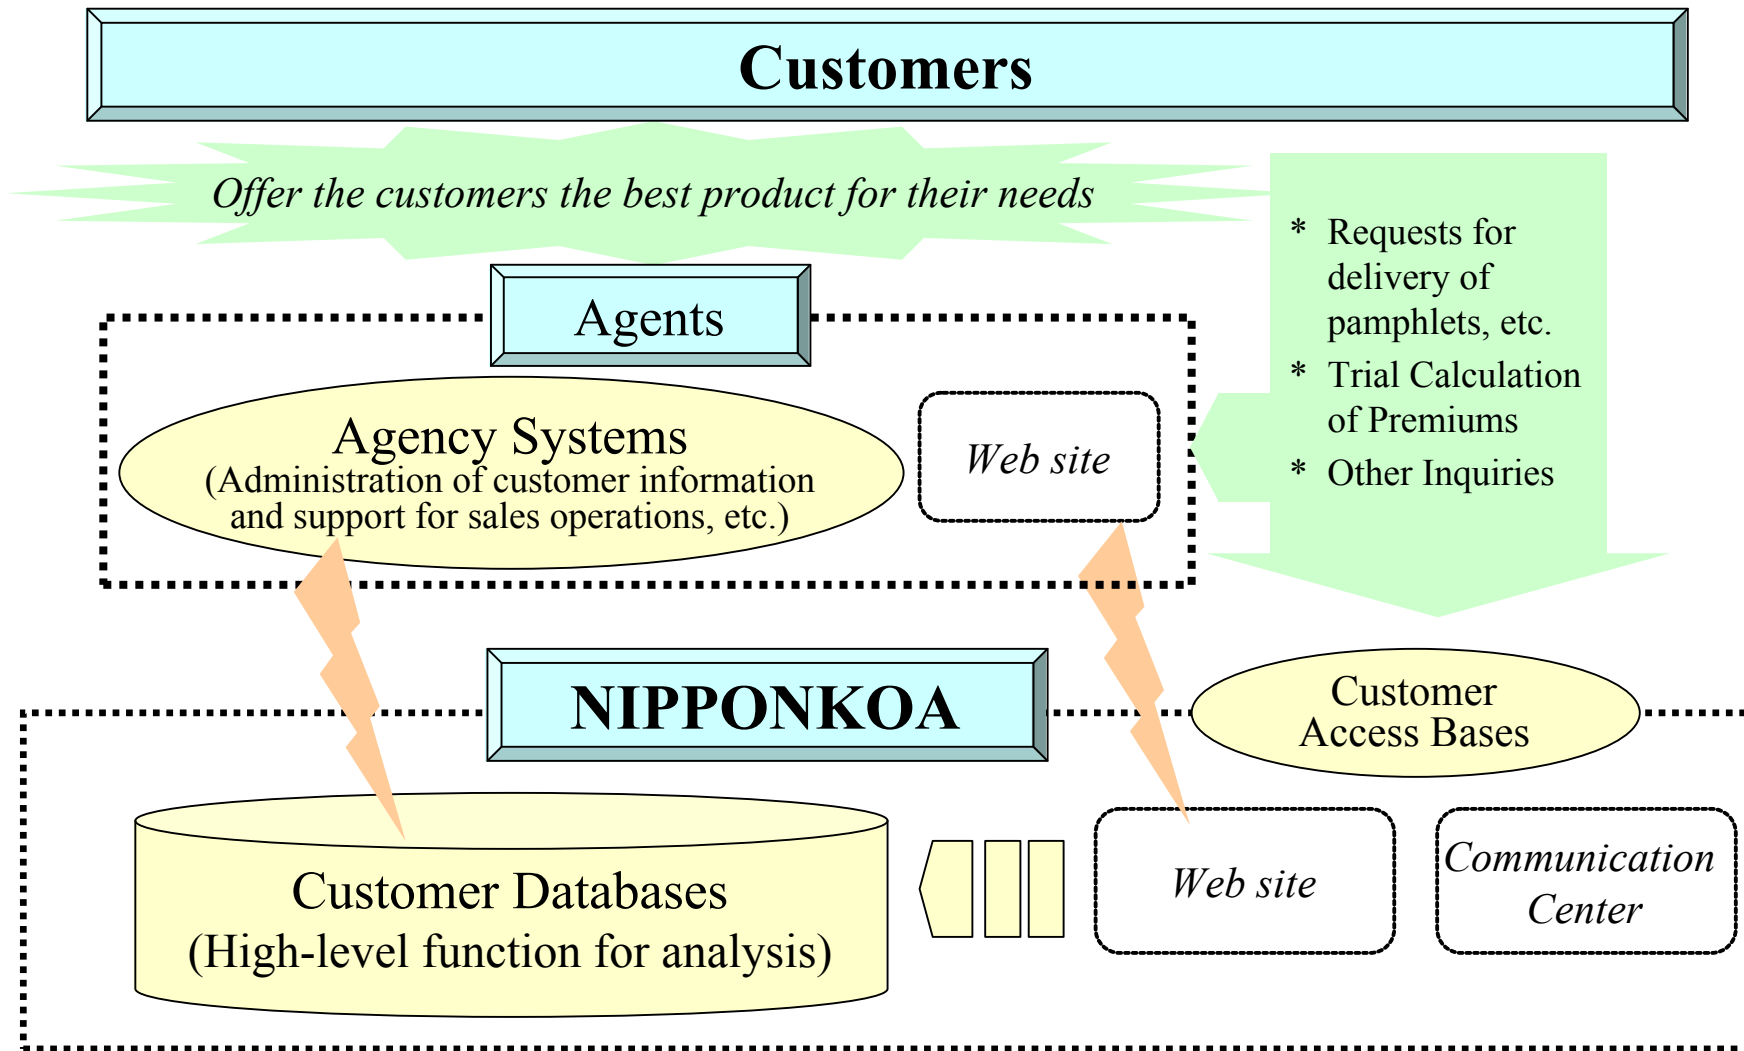 Customers
Offer the customers the best product for their needs
* Requests for
delivery of
pamphlets, etc.
* Trial Calculation
of Premiums
* Other Inquiries
Agents
Agency Systems
(Administration of customer information
and support for sales operations, etc.)
Web site
NIPPONKOA
Customer
Access Bases
Customer Databases
(High-level function for analysis)
Web site
Communication
Center